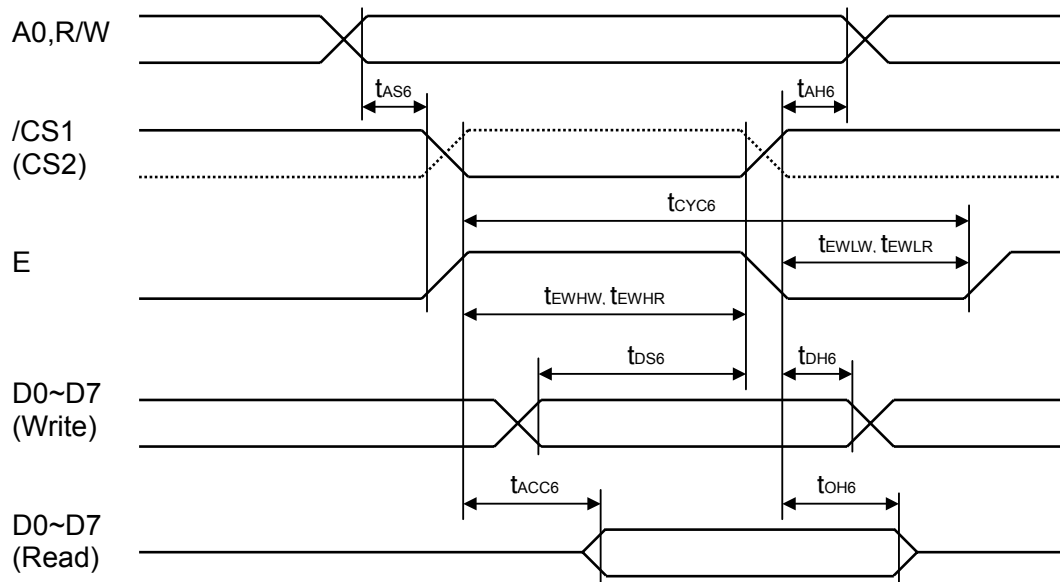 A0,R/W
tAS6
tAH6
/CS1
(CS2)
tCYC6
tEWLW, tEWLR
E
tEWHW, tEWHR
tDS6
tDH6
D0~D7
(Write)
tACC6
tOH6
D0~D7
(Read)